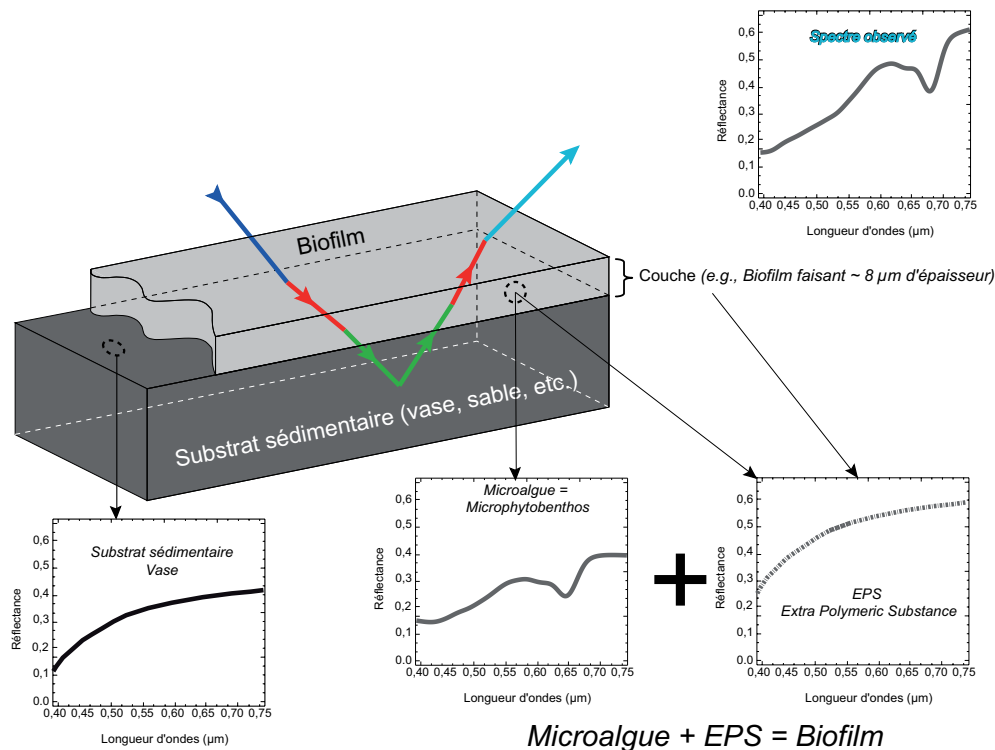 Spectre observé
Réflectance
0,6
0,5
0,4
0,3
0,2
0,1
0.0
0,40 0,45 0,50 0,55 0,60 0,65 0,70 0,75
Longueur d'ondes (µm)
Biofilm
Couche (e.g., Biofilm faisant ~ 8 µm d'épaisseur)
Substrat sédimentaire (vase, sable, etc.)
Substrat sédimentaire
Vase
Réflectance
0,6
0,5
0,4
0,3
0,2
0,1
0.0
0,40 0,45 0,50 0,55 0,60 0,65 0,70 0,75
Longueur d'ondes (µm)
Microalgue =
Microphytobenthos
Réflectance
0,6
0,5
0,4
0,3
0,2
0,1
0.0
0,40 0,45 0,50 0,55 0,60 0,65 0,70 0,75
Longueur d'ondes (µm)
+
EPS
Extra Polymeric Substance
Réflectance
0,6
0,5
0,4
0,3
0,2
0,1
0.0
0,40 0,45 0,50 0,55 0,60 0,65 0,70 0,75
Longueur d'ondes (µm)
Microalgue + EPS = Biofilm